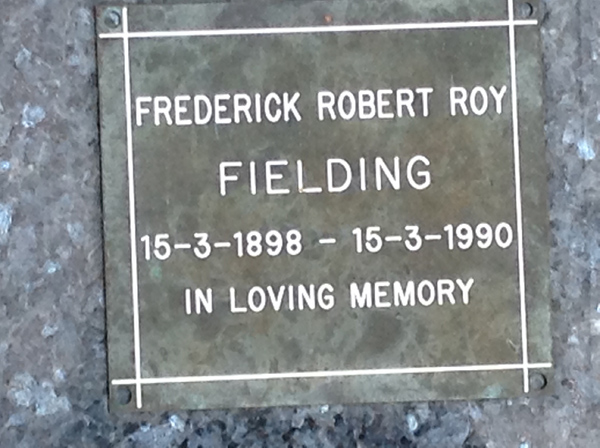 FREDERICK ROBERT ROY
FIELDING
15-3-1898 - 15-3-1990
IN LOVING MEMORY